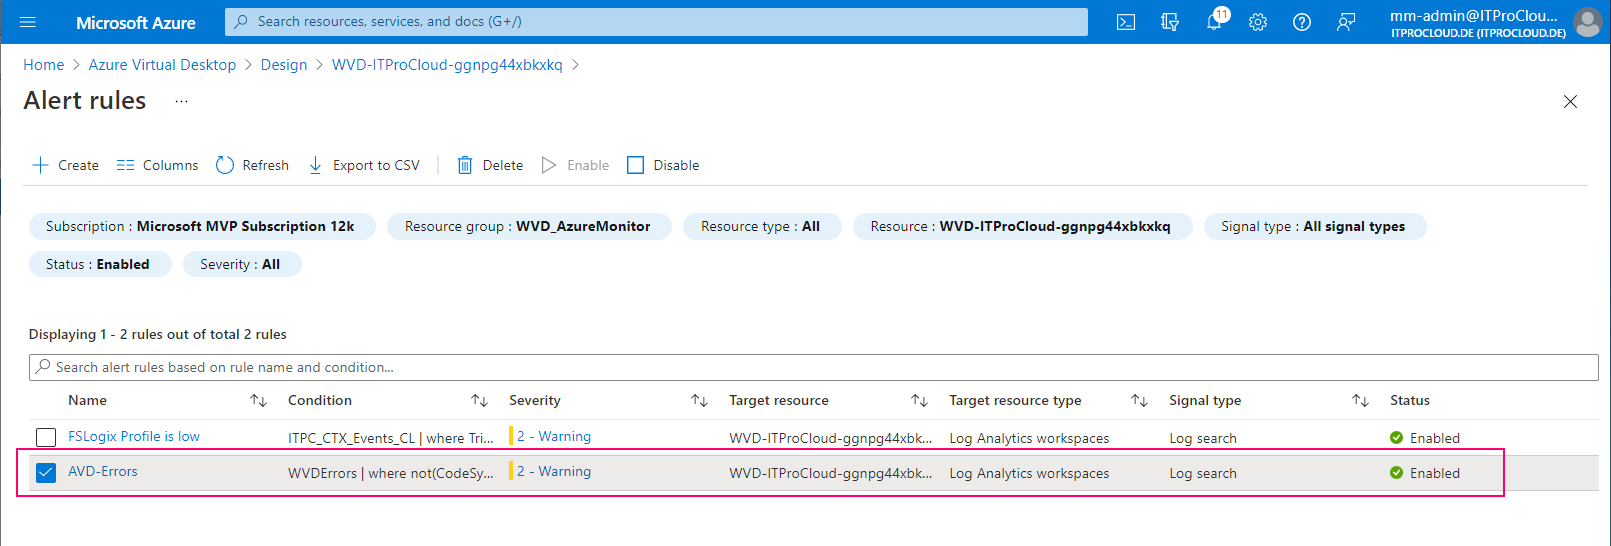 Microsoft Azure
Search resources, services, and docs (G+/)
11
mm-admin@ITProClou...
ITPROCLOUD.DE (ITPROCLOUD.DE)
Home > Azure Virtual Desktop > Design > WVD-ITProCloud-ggnpg44xbkxkq >
Alert rules ...
Create Columns Refresh Export to CSV Delete Enable Disable
Subscription : Microsoft MVP Subscription 12k Resource group : WVD_AzureMonitor Resource type : All Resource : WVD-ITProCloud-ggnpg44xbkxkq Signal type : All signal types
Status : Enabled Severity : All
Displaying 1 - 2 rules out of total 2 rules
Search alert rules based on rule name and condition...
Name Condition Severity Target resource Target resource type Signal type Status
FSLogix Profile is low ITPC_CTX_Events_CL | where Tri... 2 - Warning WVD-ITProCloud-ggnpg44xbk... Log Analytics workspaces Log search Enabled
AVD-Errors WVDErrors | where not(CodeSy... 2 - Warning WVD-ITProCloud-ggnpg44xbk... Log Analytics workspaces Log search Enabled